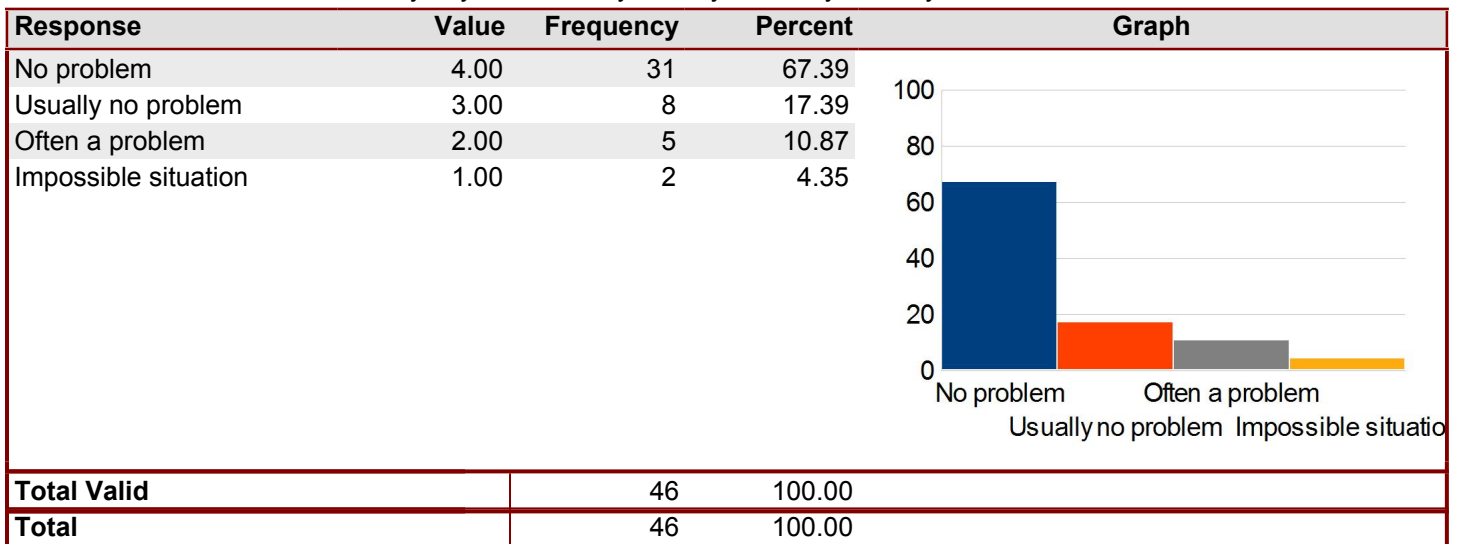 Response Value Frequency Percent Graph
No problem 4.00 31 67.39
Usually no problem 3.00 8 17.39
Often a problem 2.00 5 10.87
Impossible situation 1.00 2 4.35
100
80
60
40
20
0
No problem Often a problem
Usually no problem Impossible situatio
Total Valid 46 100.00
Total 46 100.00